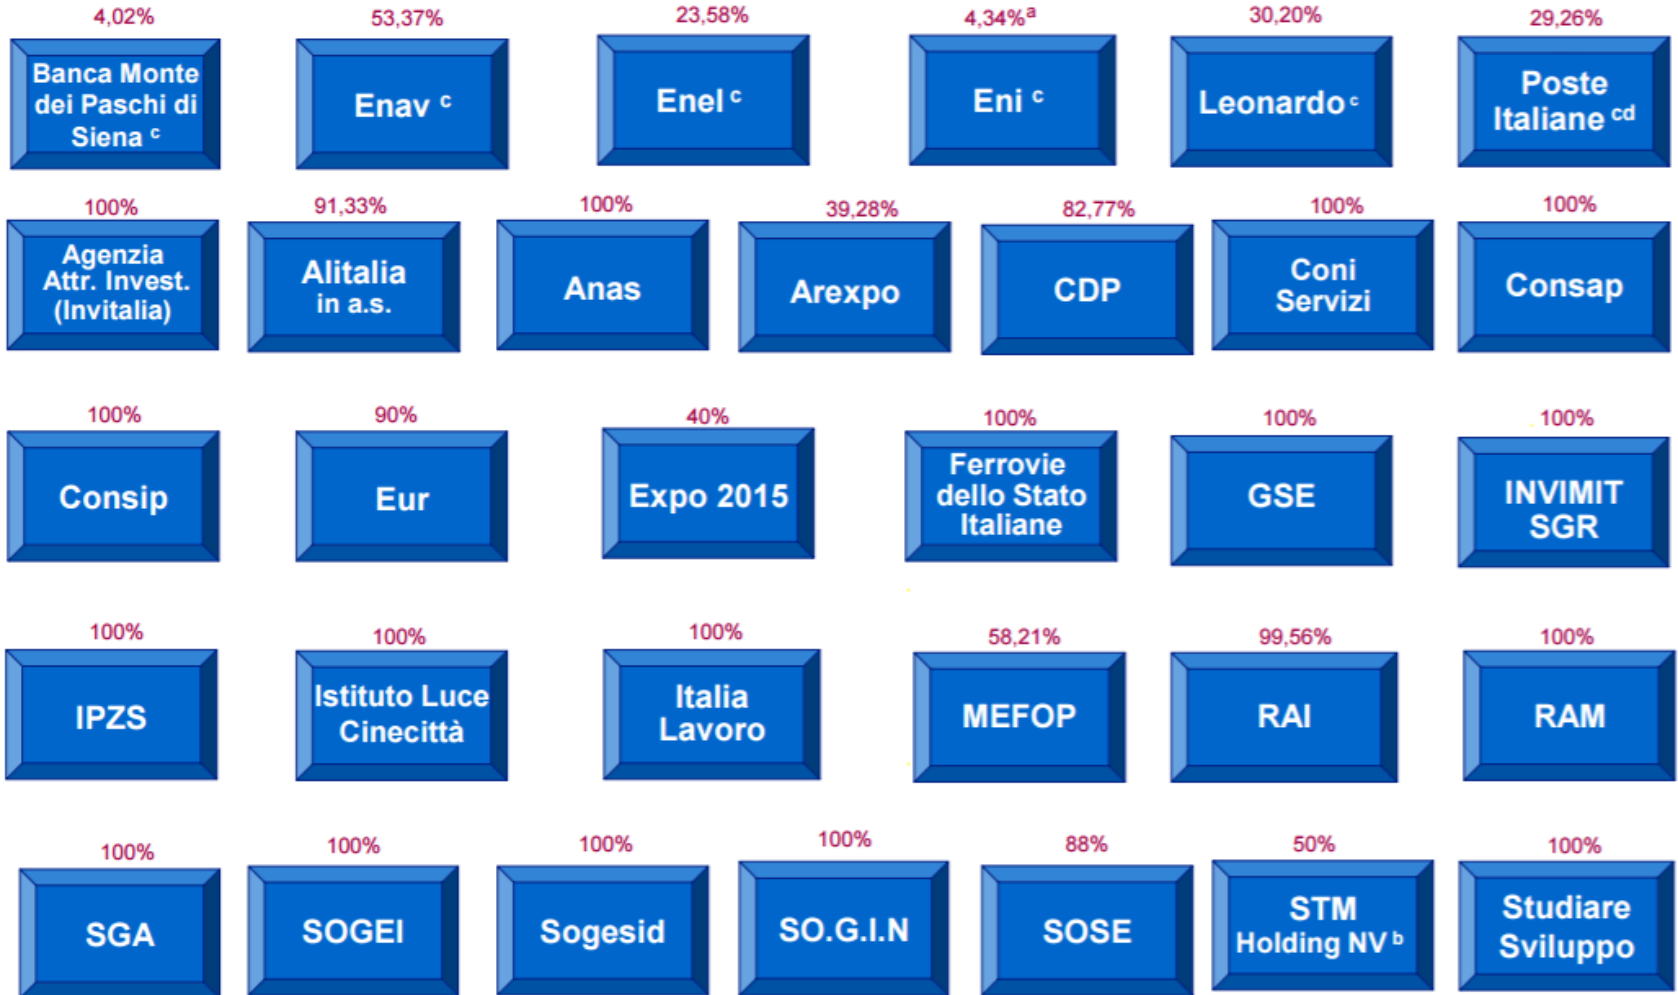 4,02% 53,37% 23,58% 4,34%ᵃ 30,20% 29,26%
Banca Monte
dei Paschi di
Siena ᶜ
Enav ᶜ
Enel ᶜ
Eni ᶜ
Leonardo ᶜ
Poste
Italiane ᶜᵈ
100% 91,33% 100% 39,28% 82,77% 100% 100%
Agenzia
Attr. Invest.
(Invitalia)
Alitalia
in a.s.
Anas
Arexpo
CDP
Coni
Servizi
Consap
100% 90% 40% 100% 100% 100%
Consip
Eur
Expo 2015
Ferrovie
dello Stato
Italiane
GSE
INVIMIT
SGR
100% 100% 100% 58,21% 99,56% 100%
IPZS
Istituto Luce
Cinecittà
Italia
Lavoro
MEFOP
RAI
RAM
100% 100% 100% 100% 88% 50% 100%
SGA
SOGEI
Sogesid
SO.G.I.N
SOSE
STM
Holding NV ᵇ
Studiare
Sviluppo